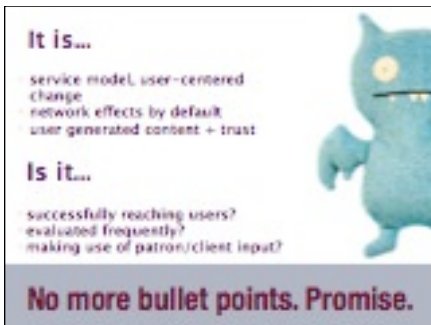 It is...
service model, user-centered
change
network effects by default
user generated content + trust
Is it...
successfully reaching users?
evaluated frequently?
making use of patron/client input?
No more bullet points. Promise.